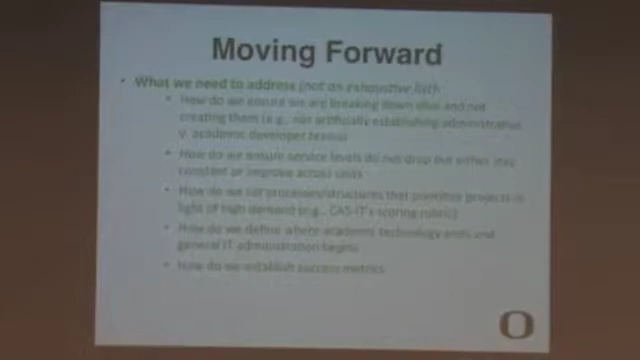 Moving Forward
• What we need to address (not an exhaustive list):
• How do we ensure we are breaking down silos and not
creating them (e.g., not artificially establishing administrative
v. academic developer teams)
• How do we ensure service levels do not drop but either stay
constant or improve across units
• How do we set processes/structures that prioritize projects in
light of high demand (e.g., CAS-IT's scoring rubric)
• How do we define where academic technology ends and
general IT administration begins
• How do we establish success metrics
O